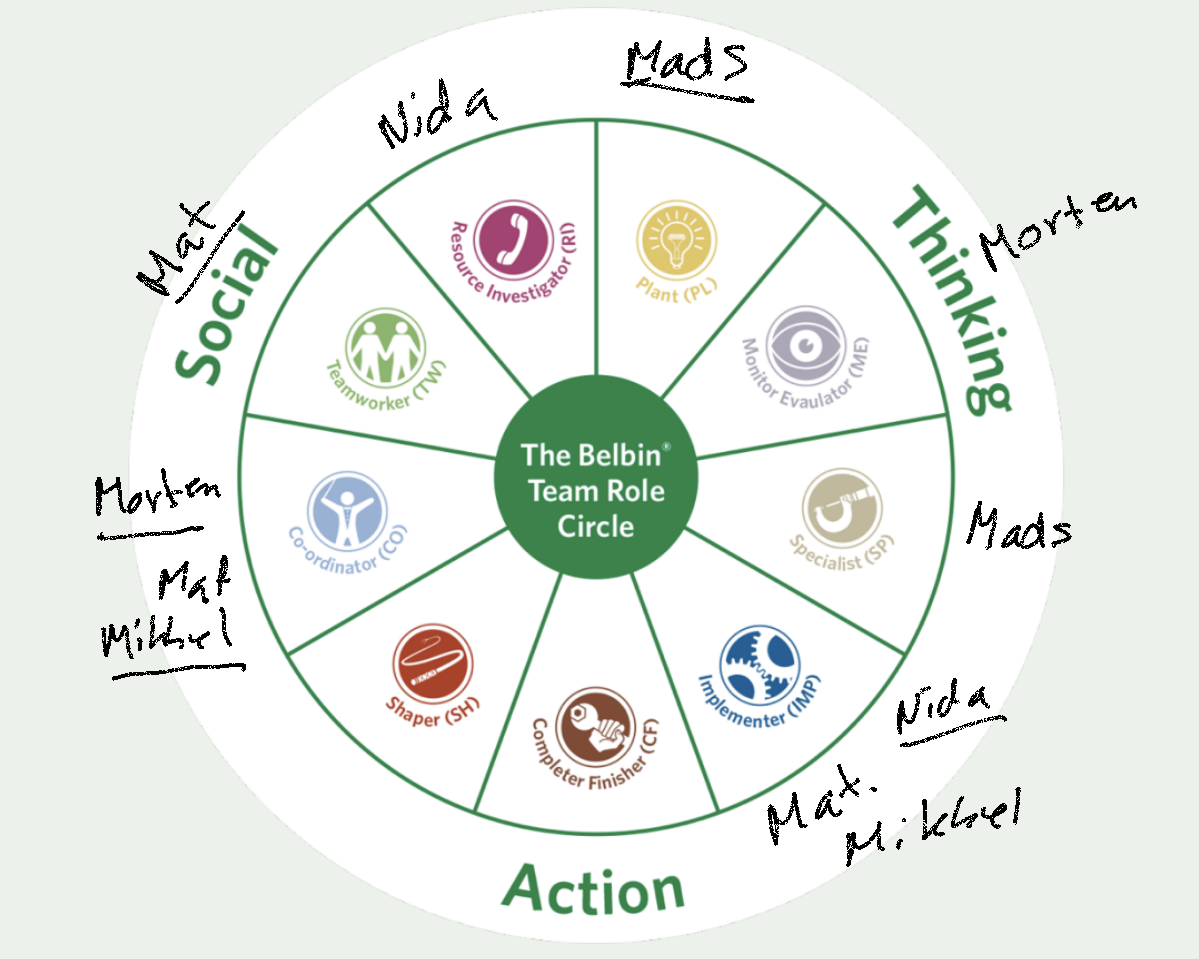 Mads
Nida
Mat
Social
Thinking
Morten
Resource Investigator (RI)
Plant (PL)
Teamworker (TW)
Monitor Evaulator (ME)
The Belbin®
Team Role
Circle
Morten
Mat
Mikkel
Co-ordinator (CO)
Specialist (SP)
Mads
Shaper (SH)
Completer Finisher (CF)
Implementer (IMP)
Nida
Mat.
Mikkel
Action